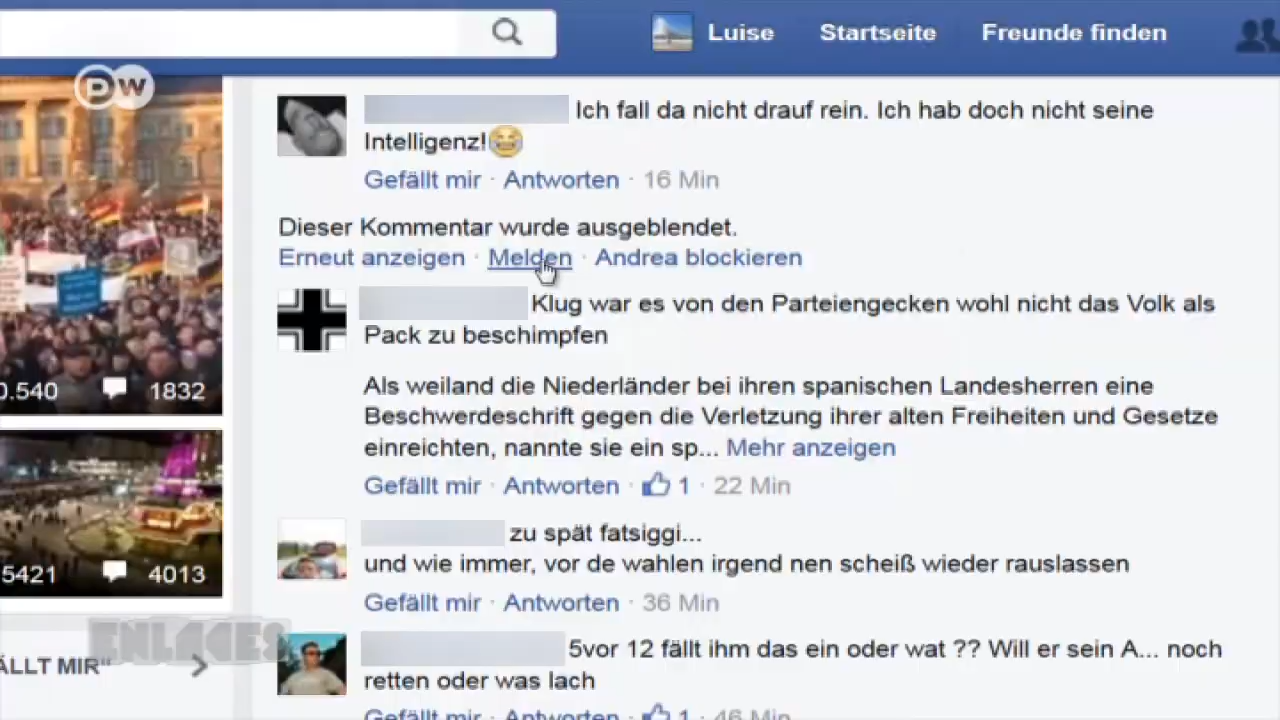 Luise Startseite Freunde finden
DW
Ich fall da nicht drauf rein. Ich hab doch nicht seine
Intelligenz!😂
Gefällt mir · Antworten · 16 Min
Dieser Kommentar wurde ausgeblendet.
Erneut anzeigen · Melden · Andrea blockieren
Klug war es von den Parteiengecken wohl nicht das Volk als
Pack zu beschimpfen
Als weiland die Niederländer bei ihren spanischen Landesherren eine
Beschwerdeschrift gegen die Verletzung ihrer alten Freiheiten und Gesetze
einreichten, nannte sie ein sp... Mehr anzeigen
Gefällt mir · Antworten · 1 · 22 Min
0.540 1832
zu spät fatsiggi...
und wie immer, vor de wahlen irgend nen scheiß wieder rauslassen
Gefällt mir · Antworten · 36 Min
5421 4013
5vor 12 fällt ihm das ein oder wat ?? Will er sein A... noch
retten oder was lach
Gefällt mir · Antworten · 1 · 46 Min
ENLACES
ÄLLT MIR"